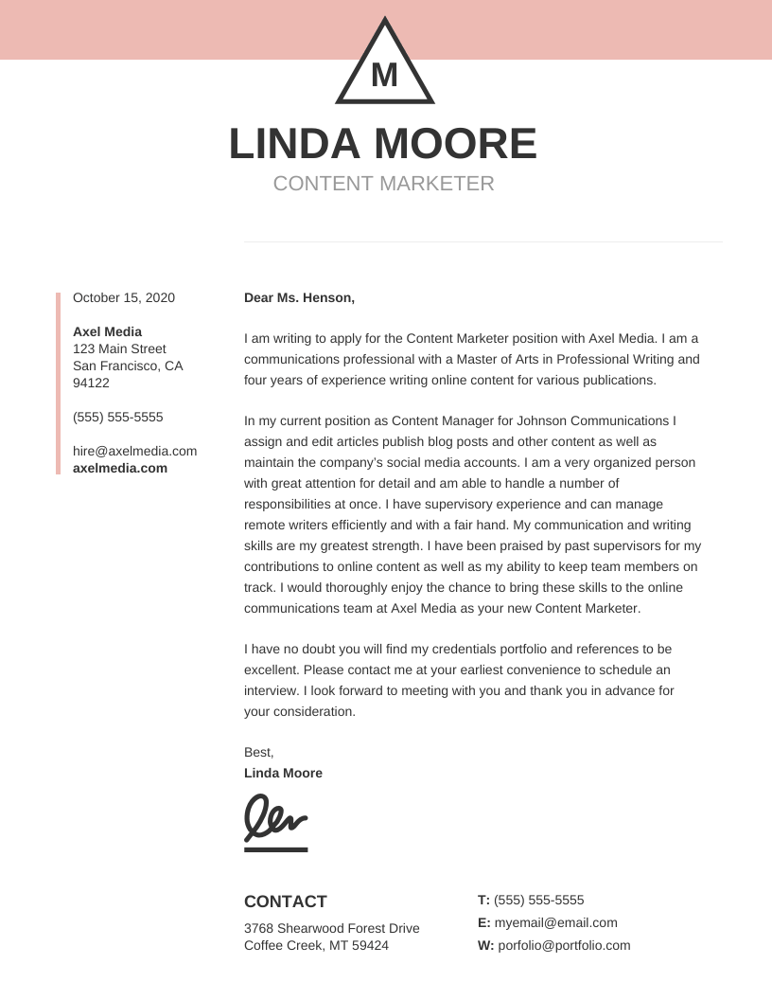 M
LINDA MOORE
CONTENT MARKETER
October 15, 2020
Axel Media
123 Main Street
San Francisco, CA
94122
(555) 555-5555
hire@axelmedia.com
axelmedia.com
Dear Ms. Henson,
I am writing to apply for the Content Marketer position with Axel Media. I am a
communications professional with a Master of Arts in Professional Writing and
four years of experience writing online content for various publications.
In my current position as Content Manager for Johnson Communications I
assign and edit articles publish blog posts and other content as well as
maintain the company’s social media accounts. I am a very organized person
with great attention for detail and am able to handle a number of
responsibilities at once. I have supervisory experience and can manage
remote writers efficiently and with a fair hand. My communication and writing
skills are my greatest strength. I have been praised by past supervisors for my
contributions to online content as well as my ability to keep team members on
track. I would thoroughly enjoy the chance to bring these skills to the online
communications team at Axel Media as your new Content Marketer.
I have no doubt you will find my credentials portfolio and references to be
excellent. Please contact me at your earliest convenience to schedule an
interview. I look forward to meeting with you and thank you in advance for
your consideration.
Best,
Linda Moore
CONTACT
3768 Shearwood Forest Drive
Coffee Creek, MT 59424
T: (555) 555-5555
E: myemail@email.com
W: porfolio@portfolio.com